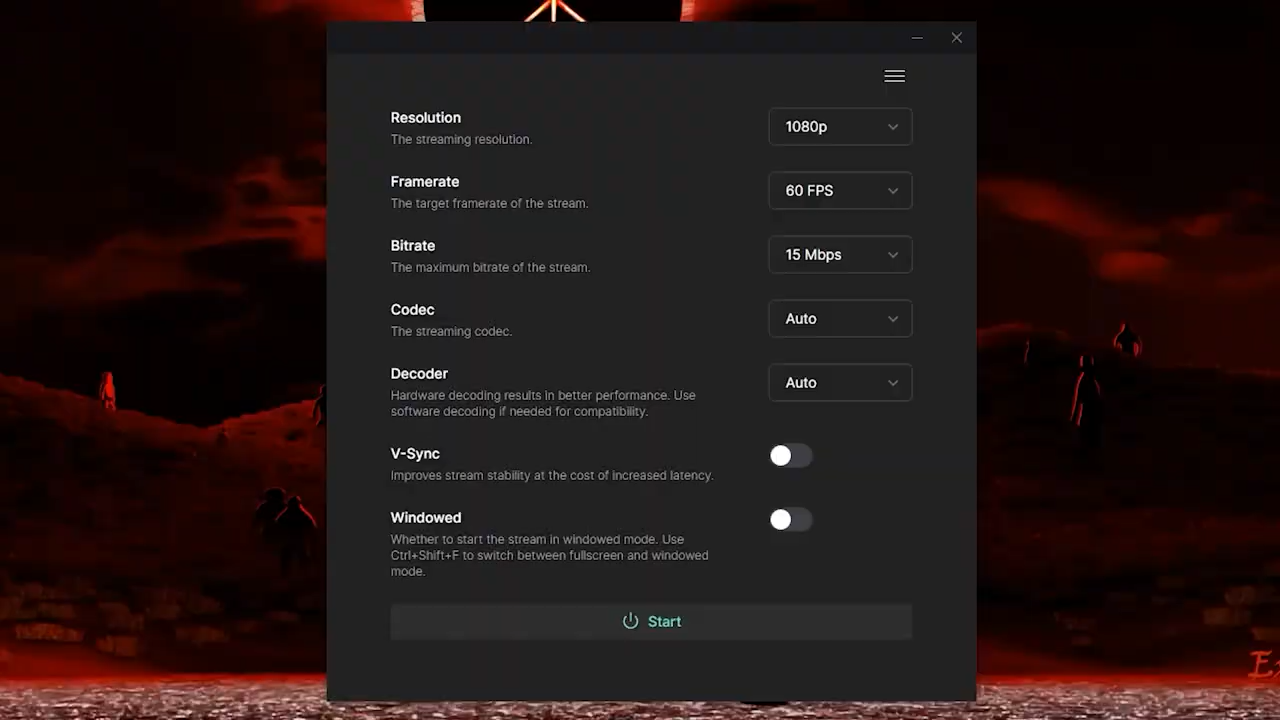 Resolution
The streaming resolution.
1080p
Framerate
The target framerate of the stream.
60 FPS
Bitrate
The maximum bitrate of the stream.
15 Mbps
Codec
The streaming codec.
Auto
Decoder
Hardware decoding results in better performance. Use
software decoding if needed for compatibility.
Auto
V-Sync
Improves stream stability at the cost of increased latency.
Windowed
Whether to start the stream in windowed mode. Use
Ctrl+Shift+F to switch between fullscreen and windowed
mode.
Start